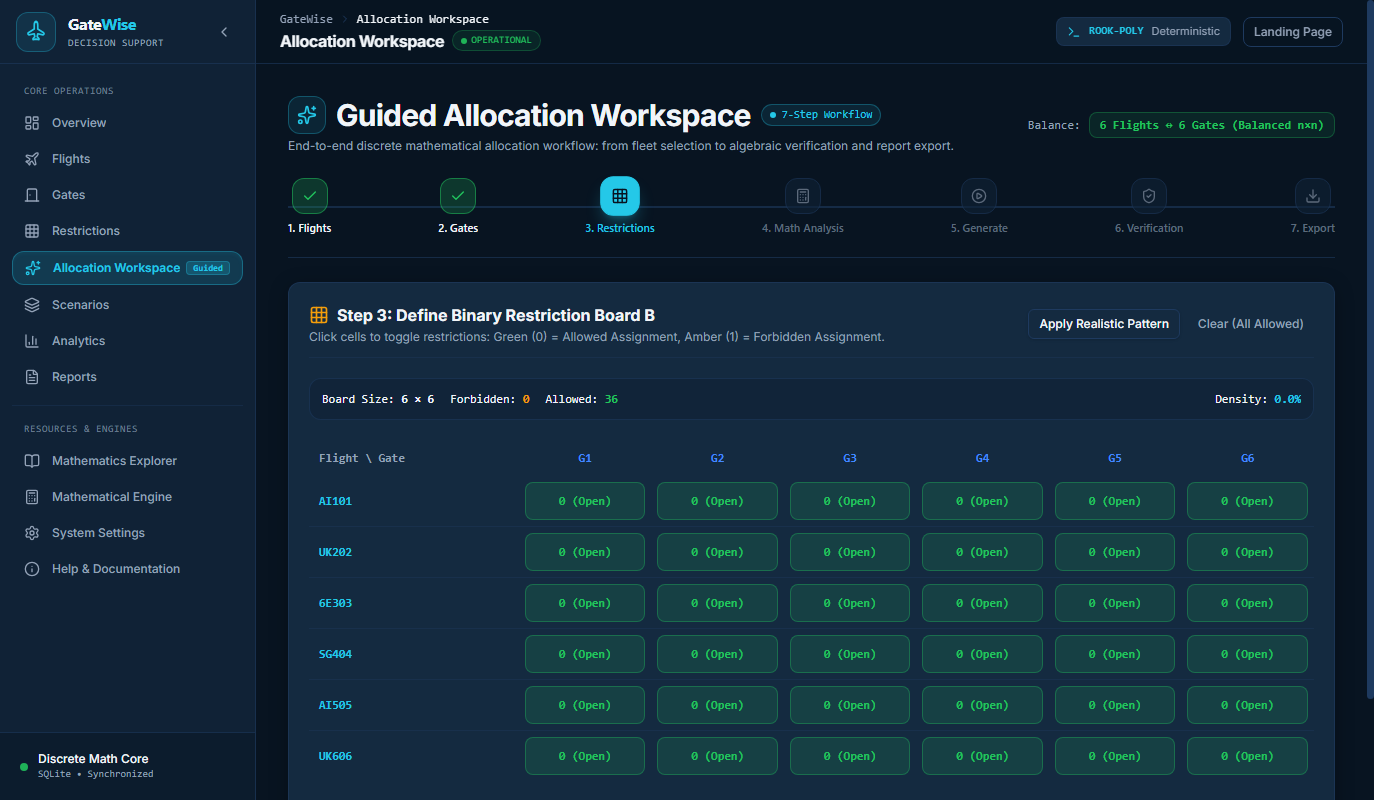 GateWise
DECISION SUPPORT
CORE OPERATIONS
Overview
Flights
Gates
Restrictions
Allocation Workspace Guided
Scenarios
Analytics
Reports
RESOURCES & ENGINES
Mathematics Explorer
Mathematical Engine
System Settings
Help & Documentation
Discrete Math Core
SQLite • Synchronized
GateWise > Allocation Workspace
Allocation Workspace OPERATIONAL
ROOK-POLY Deterministic
Landing Page
Guided Allocation Workspace 7-Step Workflow
End-to-end discrete mathematical allocation workflow: from fleet selection to algebraic verification and report export.
Balance: 6 Flights ↔ 6 Gates (Balanced n×n)
1. Flights 2. Gates 3. Restrictions 4. Math Analysis 5. Generate 6. Verification 7. Export
Step 3: Define Binary Restriction Board B
Click cells to toggle restrictions: Green (0) = Allowed Assignment, Amber (1) = Forbidden Assignment.
Apply Realistic Pattern Clear (All Allowed)
Board Size: 6 × 6 Forbidden: 0 Allowed: 36 Density: 0.0%
Flight \ Gate G1 G2 G3 G4 G5 G6
AI101 0 (Open) 0 (Open) 0 (Open) 0 (Open) 0 (Open) 0 (Open)
UK202 0 (Open) 0 (Open) 0 (Open) 0 (Open) 0 (Open) 0 (Open)
6E303 0 (Open) 0 (Open) 0 (Open) 0 (Open) 0 (Open) 0 (Open)
SG404 0 (Open) 0 (Open) 0 (Open) 0 (Open) 0 (Open) 0 (Open)
AI505 0 (Open) 0 (Open) 0 (Open) 0 (Open) 0 (Open) 0 (Open)
UK606 0 (Open) 0 (Open) 0 (Open) 0 (Open) 0 (Open) 0 (Open)